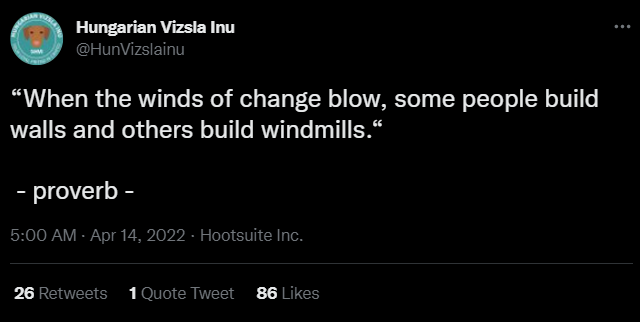 Hungarian Vizsla Inu
@HunVizslainu
“When the winds of change blow, some people build
walls and others build windmills.“
- proverb -
5:00 AM · Apr 14, 2022 · Hootsuite Inc.
26 Retweets 1 Quote Tweet 86 Likes